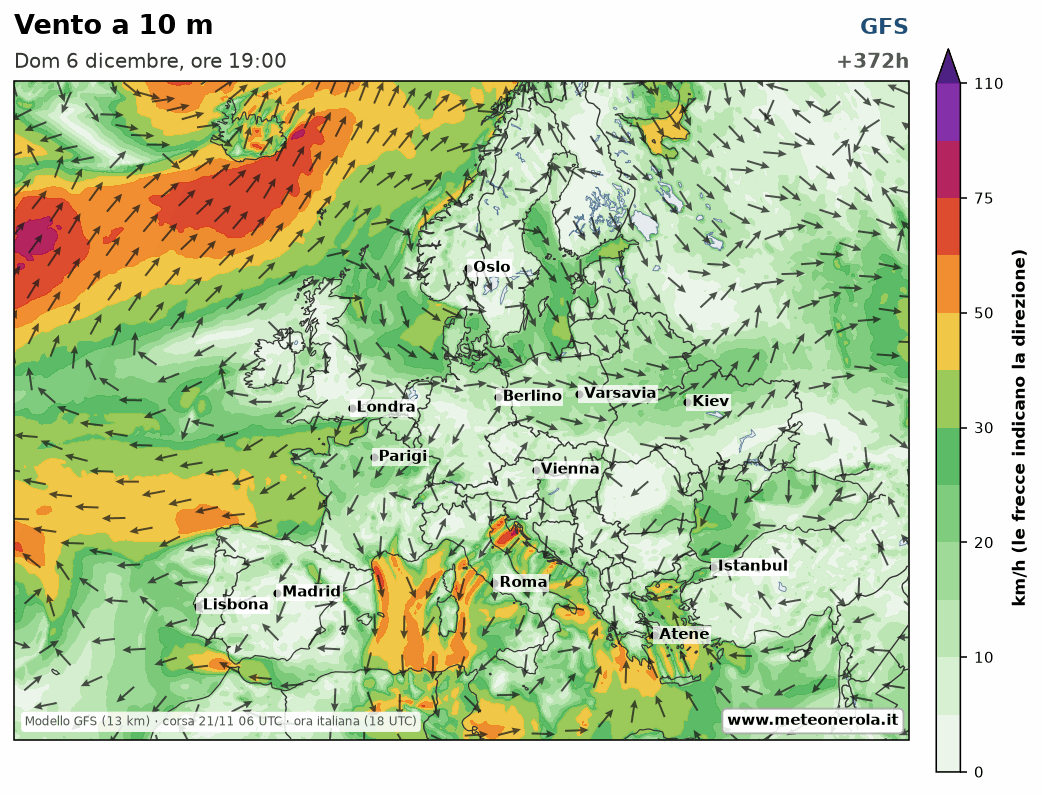 Vento a 10 m
GFS
Dom 6 dicembre, ore 19:00
+372h
110
75
50
30
20
10
0
km/h (le frecce indicano la direzione)
Oslo
Berlino
Varsavia
Kiev
Londra
Parigi
Vienna
Istanbul
Roma
Madrid
Lisbona
Atene
Modello GFS (13 km) · corsa 21/11 06 UTC · ora italiana (18 UTC)
www.meteonerola.it